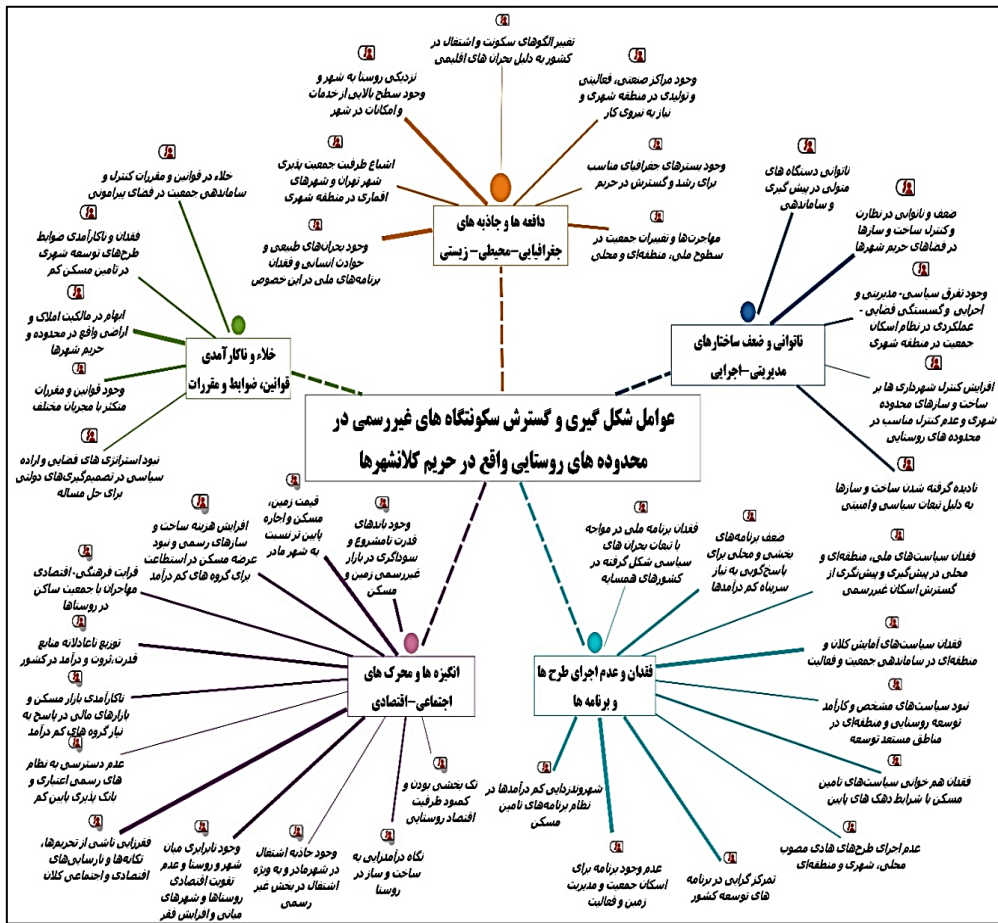 تغییر الگوهای سکونت و اشتغال در
کشور به دلیل بحران های اقلیمی
نزدیکی روستا به شهر و
وجود سطح بالایی از خدمات
و امکانات در شهر
وجود مراکز صنعتی، فعالیتی
و تولیدی در منطقه شهری و
نیاز به نیروی کار
اشباع ظرفیت جمعیت پذیری
شهر تهران و شهرهای
اقماری در منطقه شهری
وجود بسترهای جغرافیای مناسب
برای رشد و گسترش در حریم
وجود بحران‌های طبیعی و
حوادث انسانی و فقدان
برنامه‌های ملی در این خصوص
مهاجرت‌ها و تغییرات جمعیت در
سطوح ملی، منطقه‌ای و محلی
دافعه ها و جاذبه های
جغرافیایی-محیطی- زیستی
ناتوانی دستگاه های
متولی در پیش گیری
و ساماندهی
ضعف و ناتوانی در نظارت
و کنترل ساخت و سازها
در فضاهای حریم شهرها
وجود تفرق سیاسی- مدیریتی و
اجرایی و گسستگی فضایی-
عملکردی در نظام اسکان
جمعیت در منطقه شهری
افزایش کنترل شهرداری ها بر
ساخت و سازهای محدوده
شهری و عدم کنترل مناسب در
محدوده های روستایی
نادیده گرفته شدن ساخت و سازها
به دلیل تبعات سیاسی و امنیتی
ناتوانی و ضعف ساختارهای
مدیریتی-اجرایی
خلاء در قوانین و مقررات کنترل و
ساماندهی جمعیت در فضای پیرامونی
فقدان و ناکارآمدی ضوابط
طرح‌های توسعه شهری
در تامین مسکن کم
ابهام در مالکیت املاک و
اراضی واقع در محدوده و
حریم شهرها
وجود قوانین و مقررات
متکثر با مجریان مختلف
نبود استراتژی های فضایی و اراده
سیاسی در تصمیم‌گیری‌های دولتی
برای حل مساله
خلاء و ناکارآمدی
قوانین، ضوابط و مقررات
عوامل شکل گیری و گسترش سکونتگاه های غیررسمی در
محدوده های روستایی واقع در حریم کلانشهرها
قیمت زمین،
مسکن و اجاره
پایین تر نسبت
به شهر مادر
وجود باندهای
قدرت نامشروع و
سوداگری در بازار
غیررسمی زمین و
مسکن
افزایش هزینه ساخت و
سازهای رسمی و نبود
عرضه مسکن در استطاعت
برای گروه های کم درآمد
قرابت فرهنگی- اقتصادی
مهاجران با جمعیت ساکن
در روستاها
توزیع ناعادلانه منابع
قدرت،ثروت و درآمد در کشور
ناکارآمدی بازار مسکن و
بازارهای مالی در پاسخ به
نیاز گروه های کم درآمد
عدم دسترسی به نظام
های رسمی اعتباری و
بانک پذیری پایین کم
فقرزایی ناشی از تحریم‌ها،
تکانه‌ها و نارسایی‌های
اقتصادی و اجتماعی کلان
وجود نابرابری میان
شهر و روستا و عدم
تقویت اقتصادی
روستاها و شهرهای
میانی و افزایش فقر
وجود جاذبه اشتغال
در شهرمادر و به ویژه
اشتغال در بخش غیر
رسمی
نگاه درآمدزایی به
ساخت و ساز در
روستا
تک بخشی بودن و
کمبود ظرفیت
اقتصاد روستایی
انگیزه ها و محرک های
اجتماعی-اقتصادی
فقدان برنامه ملی در مواجه
با تبعات بحران های
سیاسی شکل گرفته در
کشورهای همسایه
ضعف برنامه‌های
بخشی و محلی برای
پاسخ‌گویی به نیاز
سرپناه کم درآمدها
فقدان سیاست‌های ملی، منطقه‌ای و
محلی در پیش‌گیری و پیش‌نگری از
گسترش اسکان غیررسمی
فقدان سیاست‌های آمایش کلان و
منطقه‌ای در ساماندهی جمعیت و فعالیت
نبود سیاست‌های مشخص و کارآمد
توسعه روستایی و منطقه‌ای در
مناطق مستعد توسعه
فقدان هم خوانی سیاست‌های تامین
مسکن با شرایط دهک های پایین
عدم اجرای طرح‌های هادی مصوب
محلی، شهری و منطقه‌ای
تمرکز گرایی در برنامه
های توسعه کشور
عدم وجود برنامه برای
اسکان جمعیت و مدیریت
زمین و فعالیت
شهروندزدایی کم درآمدها در
نظام برنامه‌های تامین
مسکن
فقدان و عدم اجرای طرح ها
و برنامه ها